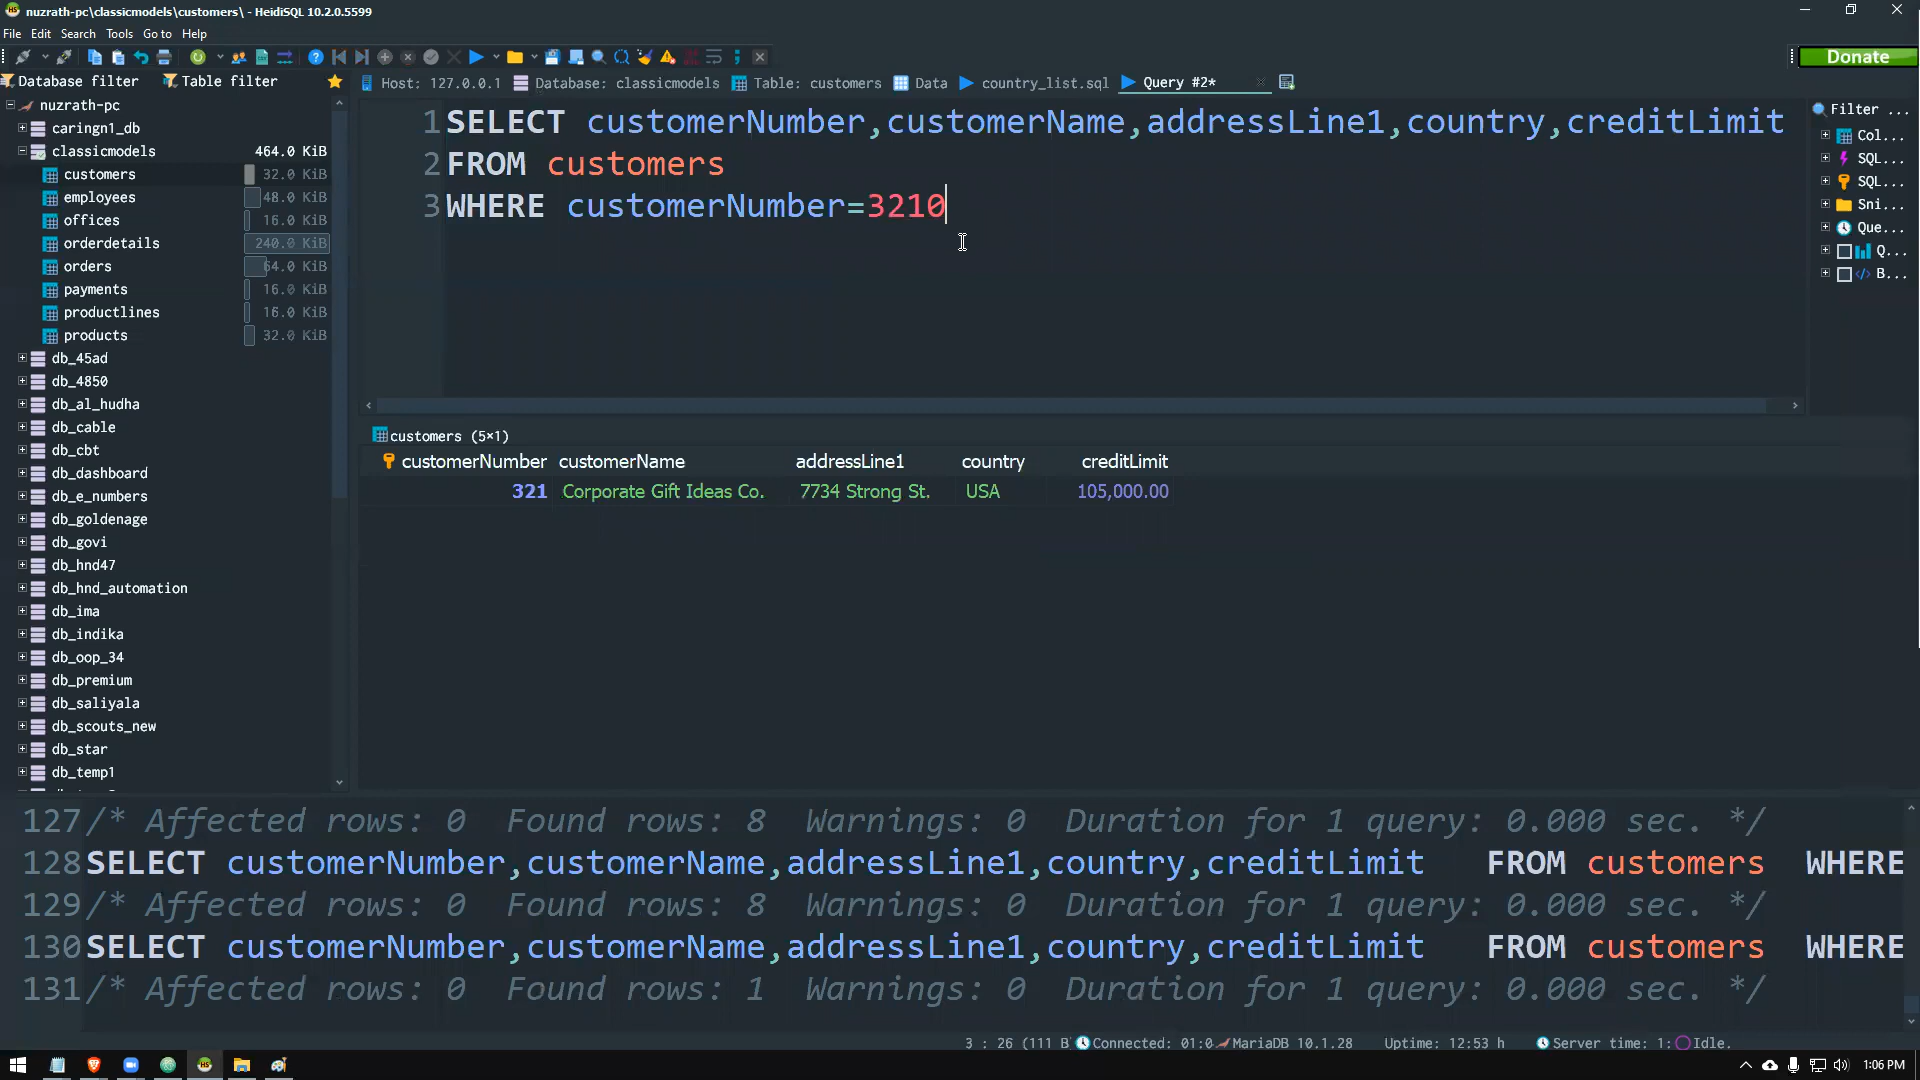 nuzrath-pc\classicmodels\customers\ - HeidiSQL 10.2.0.5599
File Edit Search Tools Go to Help
Donate
Database filter Table filter
Host: 127.0.0.1 Database: classicmodels Table: customers Data country_list.sql Query #2*
nuzrath-pc
caringn1_db
classicmodels 464.0 KiB
customers 32.0 KiB
employees 48.0 KiB
offices 16.0 KiB
orderdetails 240.0 KiB
orders 64.0 KiB
payments 16.0 KiB
productlines 16.0 KiB
products 32.0 KiB
db_45ad
db_4850
db_al_hudha
db_cable
db_cbt
db_dashboard
db_e_numbers
db_goldenage
db_govi
db_hnd47
db_hnd_automation
db_ima
db_indika
db_oop_34
db_premium
db_saliyala
db_scouts_new
db_star
db_temp1
1 SELECT customerNumber,customerName,addressLine1,country,creditLimit
2 FROM customers
3 WHERE customerNumber=3210
Filter ...
Col...
SQL...
SQL...
Sni...
Que...
Q...
B...
customers (5×1)
customerNumber customerName addressLine1 country creditLimit
321 Corporate Gift Ideas Co. 7734 Strong St. USA 105,000.00
127 /* Affected rows: 0 Found rows: 8 Warnings: 0 Duration for 1 query: 0.000 sec. */
128 SELECT customerNumber,customerName,addressLine1,country,creditLimit FROM customers WHERE
129 /* Affected rows: 0 Found rows: 8 Warnings: 0 Duration for 1 query: 0.000 sec. */
130 SELECT customerNumber,customerName,addressLine1,country,creditLimit FROM customers WHERE
131 /* Affected rows: 0 Found rows: 1 Warnings: 0 Duration for 1 query: 0.000 sec. */
3 : 26 (111 B Connected: 01:0 MariaDB 10.1.28 Uptime: 12:53 h Server time: 1: Idle.
1:06 PM